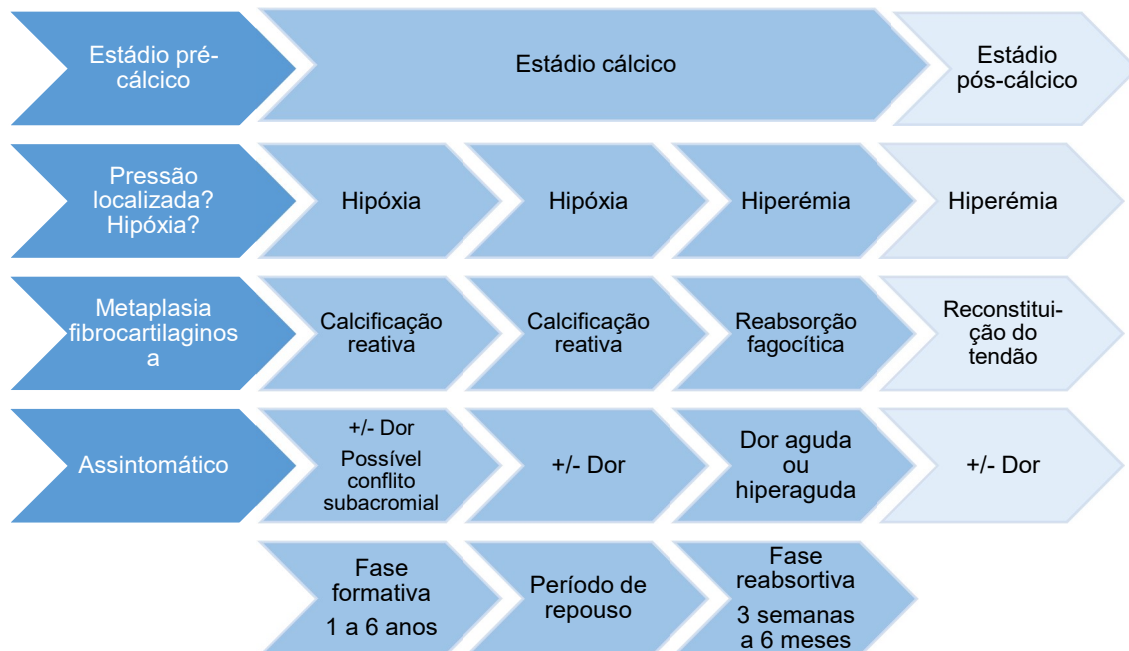 Estádio pré-
cálcico
Estádio cálcico
Estádio
pós-cálcico
Pressão
localizada?
Hipóxia?
Hipóxia
Hipóxia
Hiperémia
Hiperémia
Metaplasia
fibrocartilaginos
a
Calcificação
reativa
Calcificação
reativa
Reabsorção
fagocítica
Reconstitui-
ção do
tendão
Assintomático
+/- Dor
Possível
conflito
subacromial
+/- Dor
Dor aguda
ou
hiperaguda
+/- Dor
Fase
formativa
1 a 6 anos
Período de
repouso
Fase
reabsortiva
3 semanas
a 6 meses